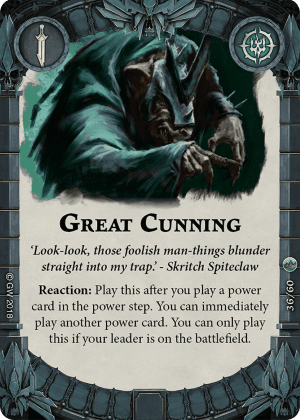 GREAT CUNNING
‘Look-look, those foolish man-things blunder
straight into my trap.’ - Skritch Spiteclaw
Reaction: Play this after you play a power
card in the power step. You can immediately
play another power card. You can only play
this if your leader is on the battlefield.
© GW 2018
36/60